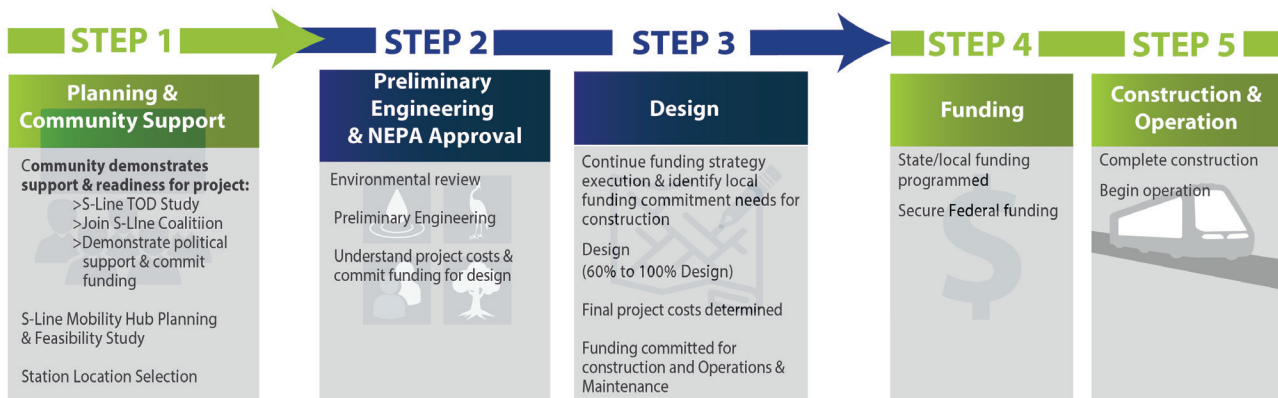 STEP 1
Planning &
Community Support
Community demonstrates
support & readiness for project:
>S-Line TOD Study
>Join S-LIne Coalitiion
>Demonstrate political
support & commit
funding
S-Line Mobility Hub Planning
& Feasibility Study
Station Location Selection
STEP 2
Preliminary
Engineering
& NEPA Approval
Environmental review
Preliminary Engineering
Understand project costs &
commit funding for design
STEP 3
Design
Continue funding strategy
execution & identify local
funding commitment needs for
construction
Design
(60% to 100% Design)
Final project costs determined
Funding committed for
construction and Operations &
Maintenance
STEP 4
Funding
State/local funding
programmed
Secure Federal funding
$
STEP 5
Construction &
Operation
Complete construction
Begin operation